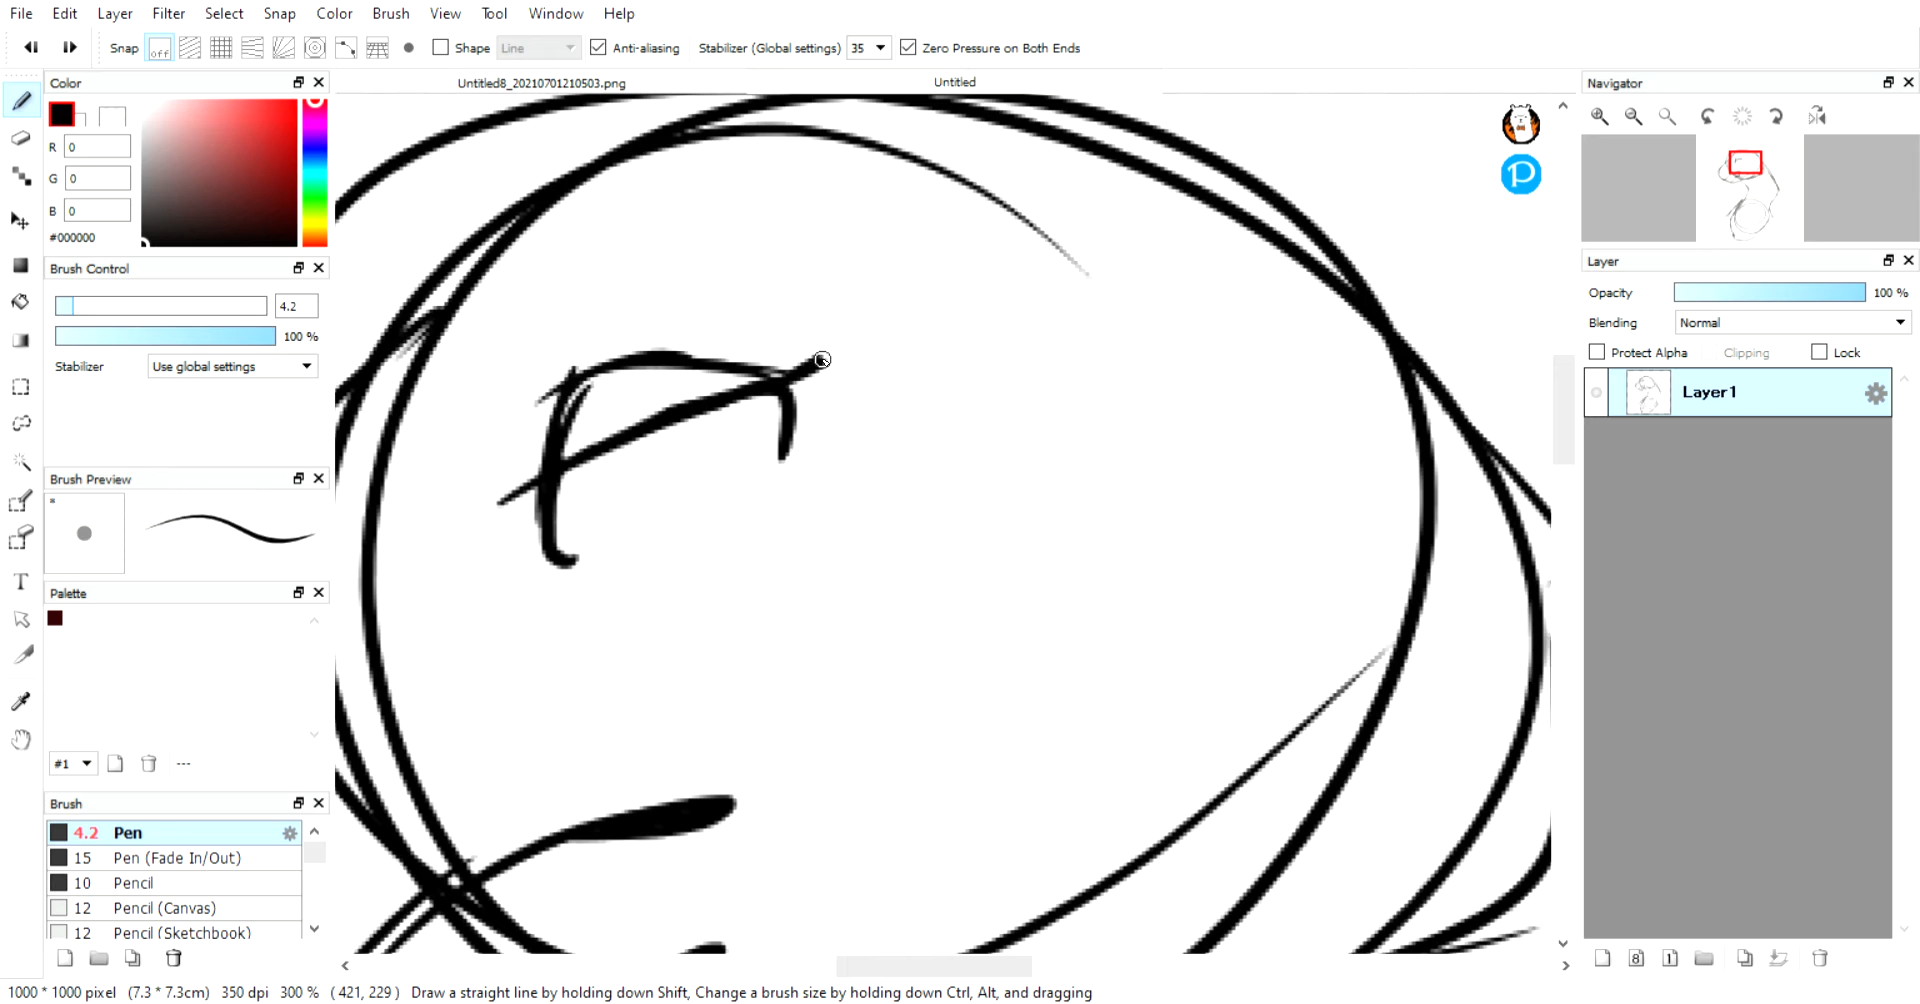 File Edit Layer Filter Select Snap Color Brush View Tool Window Help
Snap off Shape Line Anti-aliasing Stabilizer (Global settings) 35 Zero Pressure on Both Ends
Color
Untitled8_20210701210503.png
Untitled
Navigator
R 0
G 0
B 0
#000000
P
Layer
Brush Control
4.2
100 %
Stabilizer Use global settings
Opacity 100 %
Blending Normal
Protect Alpha Clipping Lock
Layer1
Brush Preview
Palette
#1
---
Brush
4.2 Pen
15 Pen (Fade In/Out)
10 Pencil
12 Pencil (Canvas)
12 Pencil (Sketchbook)
8 1
T
1000 * 1000 pixel (7.3 * 7.3cm) 350 dpi 300 % ( 421, 229 ) Draw a straight line by holding down Shift, Change a brush size by holding down Ctrl, Alt, and dragging